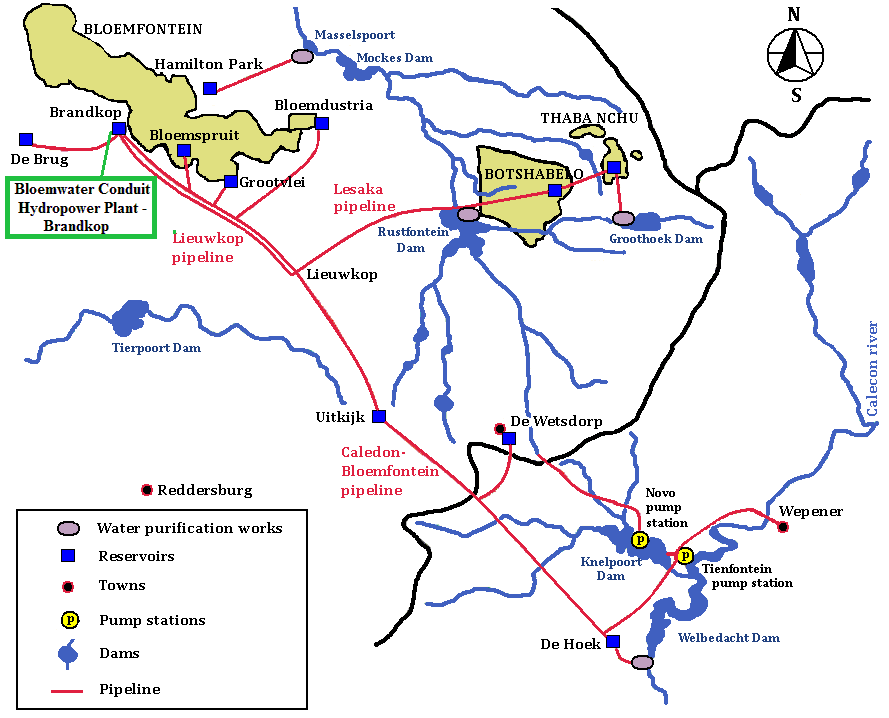 BLOEMFONTEIN
Masselspoort
Hamilton Park
Mockes Dam
N
S
Brandkop
Bloemdustria
THABA NCHU
Bloemspruit
De Brug
BOTSHABELO
Grootvlei
Bloemwater Conduit
Hydropower Plant -
Brandkop
Lesaka
pipeline
Lieuwkop
pipeline
Rustfontein
Dam
Groothoek Dam
Lieuwkop
Tierpoort Dam
Calecon river
Uitkijk
De Wetsdorp
Caledon-
Bloemfontein
pipeline
Reddersburg
Novo
pump
station
Wepener
P
P
Knelpoort
Dam
Tienfontein
pump station
Welbedacht Dam
De Hoek
Water purification works
Reservoirs
Towns
P
Pump stations
Dams
Pipeline